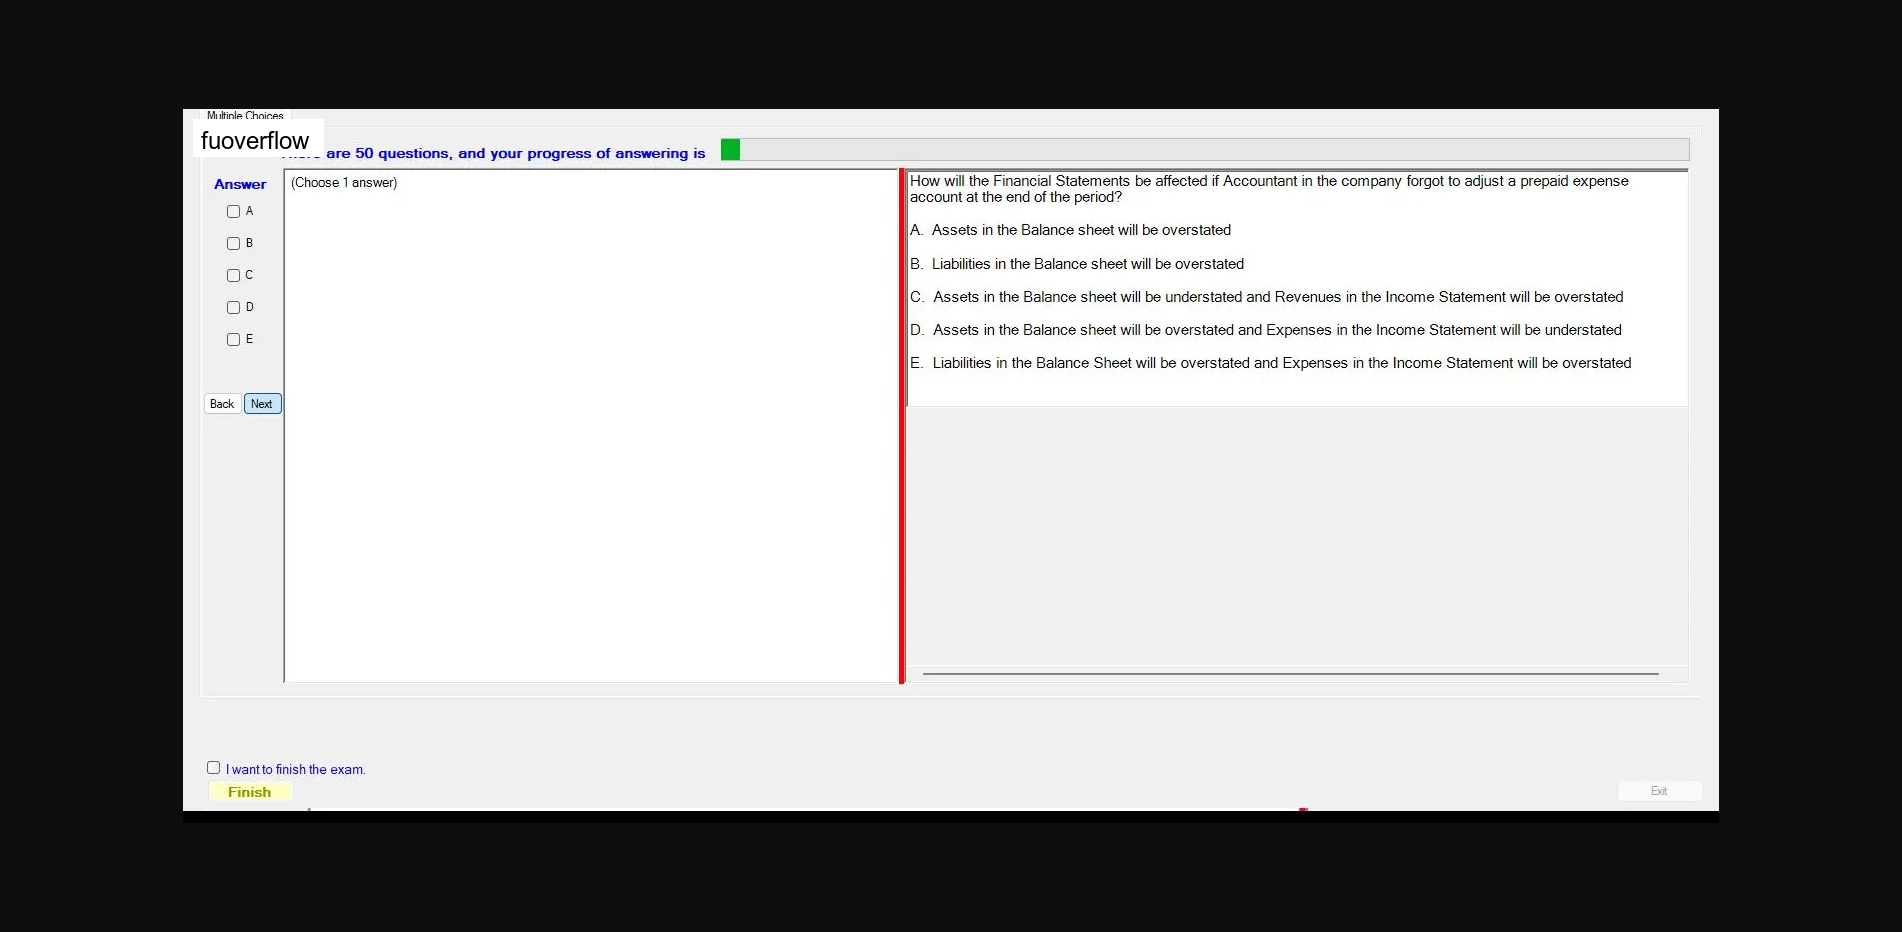 Multiple Choices
fuoverflow
are 50 questions, and your progress of answering is
Answer
(Choose 1 answer)
A
B
C
D
E
Back Next
How will the Financial Statements be affected if Accountant in the company forgot to adjust a prepaid expense
account at the end of the period?
A. Assets in the Balance sheet will be overstated
B. Liabilities in the Balance sheet will be overstated
C. Assets in the Balance sheet will be understated and Revenues in the Income Statement will be overstated
D. Assets in the Balance sheet will be overstated and Expenses in the Income Statement will be understated
E. Liabilities in the Balance Sheet will be overstated and Expenses in the Income Statement will be overstated
I want to finish the exam.
Finish
Exit